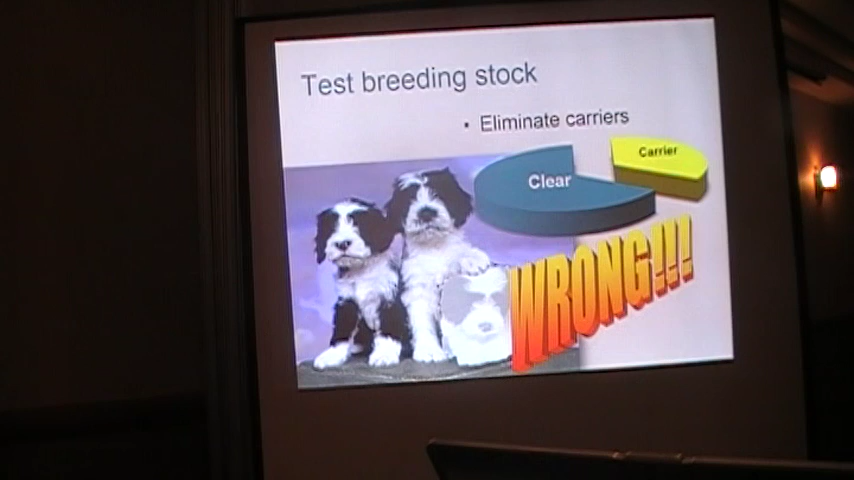 Test breeding stock
• Eliminate carriers
Carrier
Clear
WRONG!!!